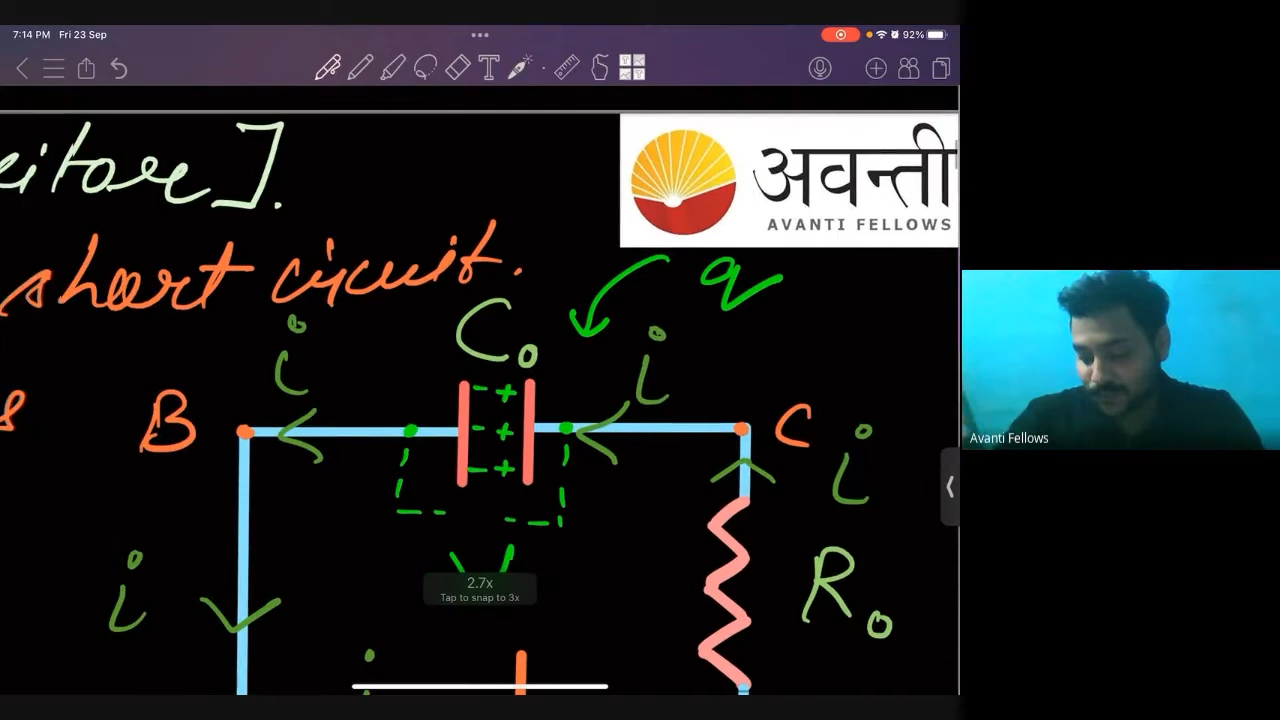 7:14 PM Fri 23 Sep
92%
T
eitore].
अवन्ती
AVANTI FELLOWS
short circuit.
q
i
C₀
i
s
B
- +
- +
- +
C
i
Avanti Fellows
V
2.7x
Tap to snap to 3x
i
R₀
i